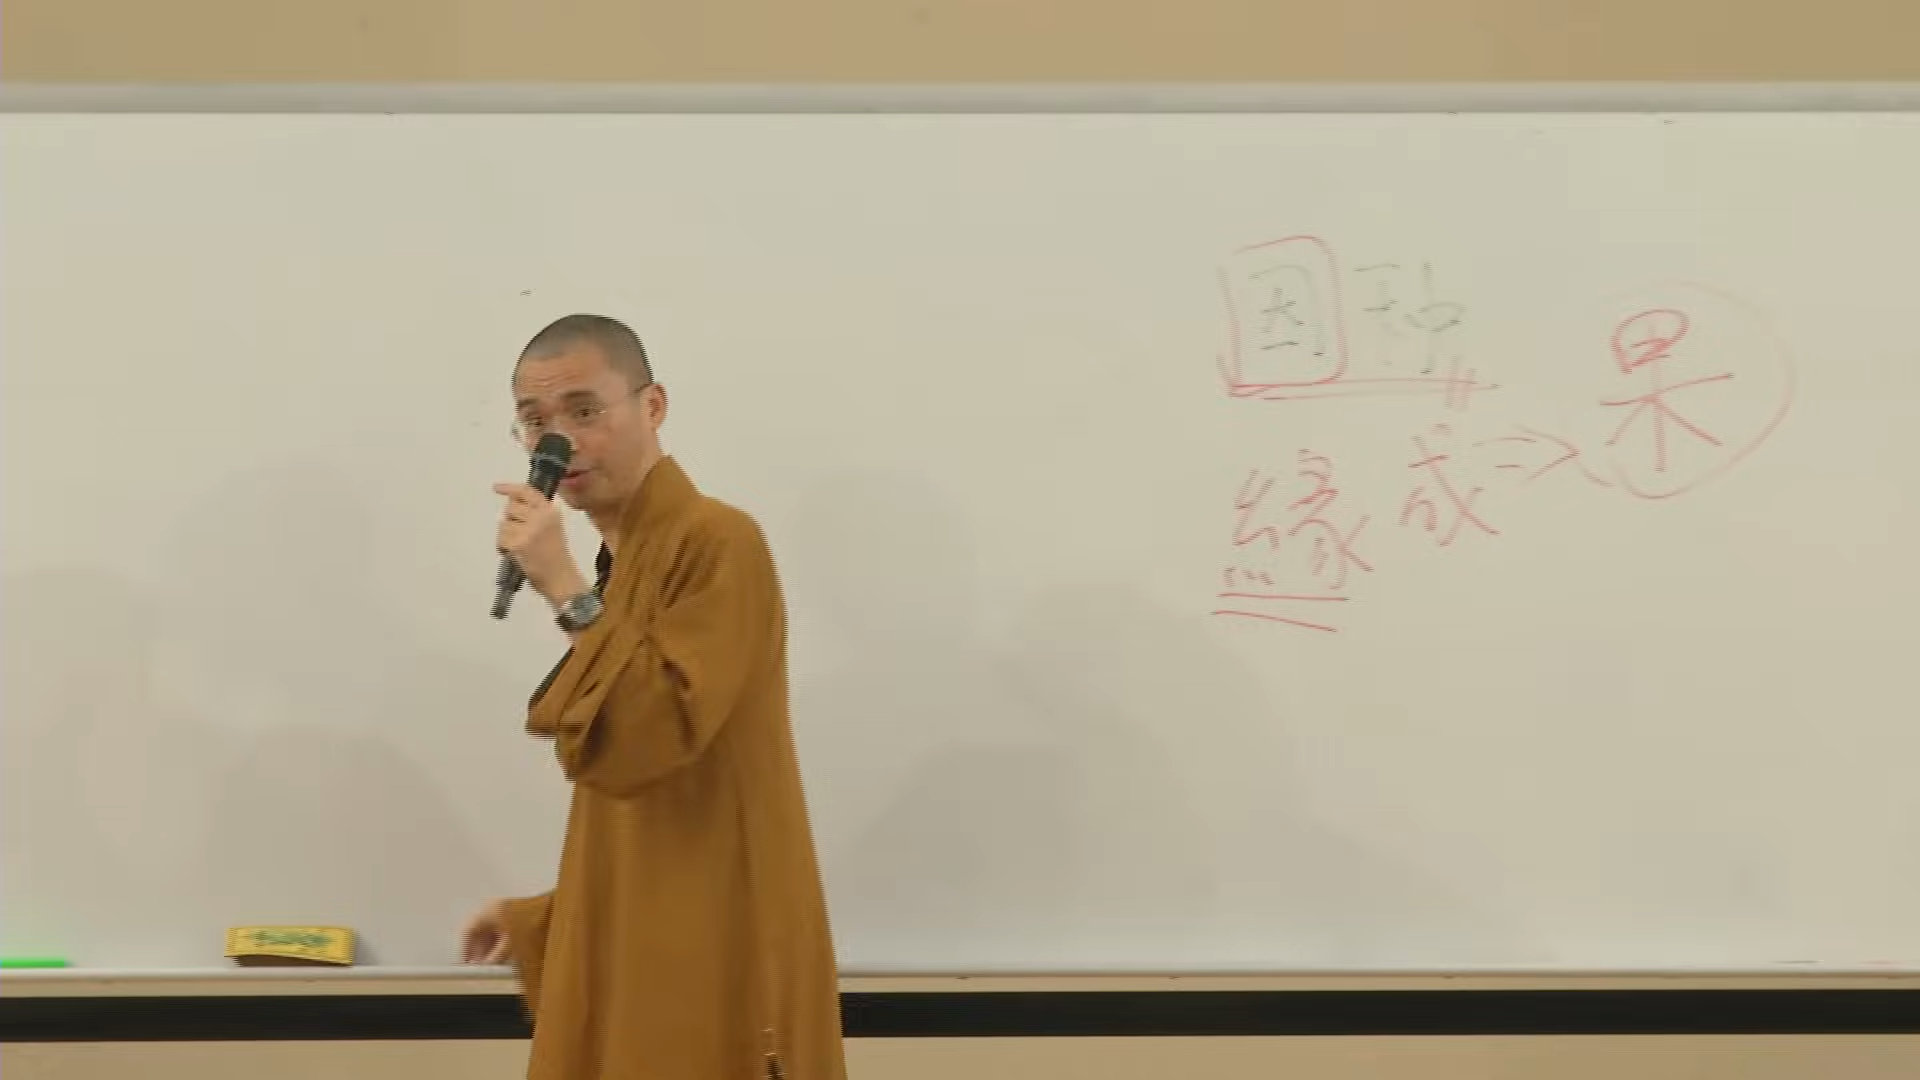 因 种
緣 成 ⇒ 果